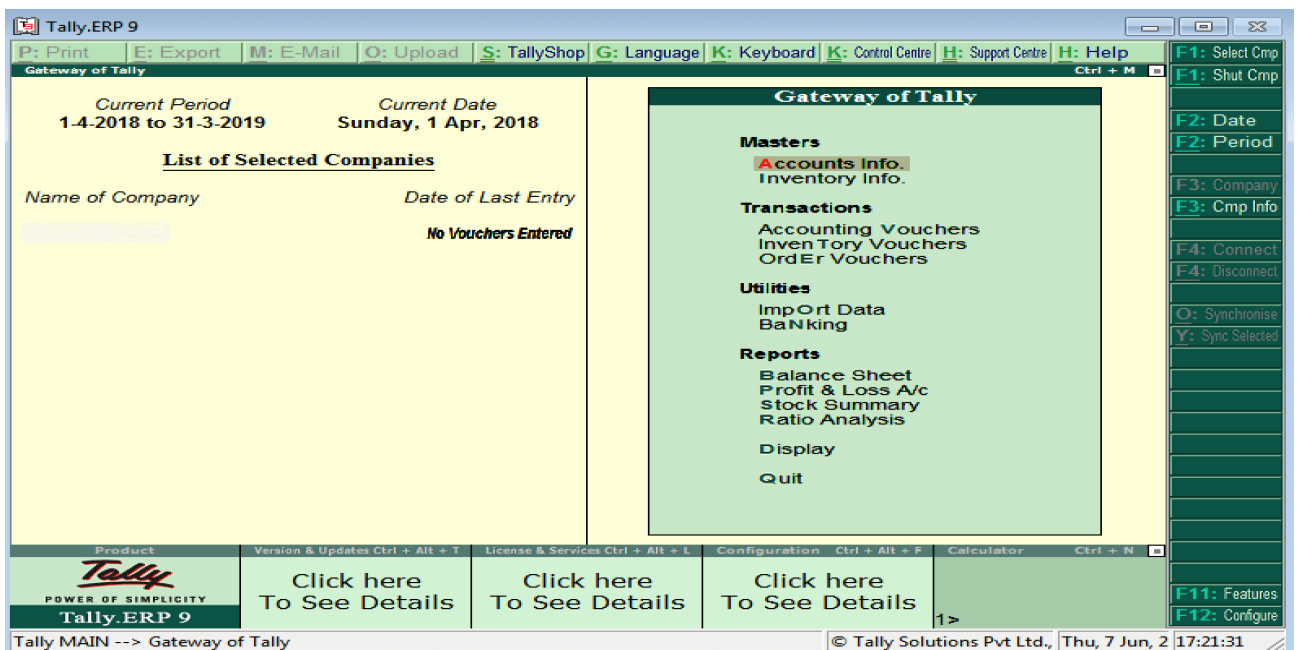 Tally.ERP 9
P: Print E: Export M: E-Mail O: Upload S: TallyShop G: Language K: Keyboard K: Control Centre H: Support Centre H: Help
Gateway of Tally Ctrl + M
Current Period Current Date
1-4-2018 to 31-3-2019 Sunday, 1 Apr, 2018
List of Selected Companies
Name of Company Date of Last Entry
No Vouchers Entered
Gateway of Tally
Masters
Accounts Info.
Inventory Info.
Transactions
Accounting Vouchers
InvenTory Vouchers
OrdEr Vouchers
Utilities
ImpOrt Data
BaNking
Reports
Balance Sheet
Profit & Loss A/c
Stock Summary
Ratio Analysis
Display
Quit
F1: Select Cmp
F1: Shut Cmp
F2: Date
F2: Period
F3: Company
F3: Cmp Info
F4: Connect
F4: Disconnect
O: Synchronise
Y: Sync Selected
F11: Features
F12: Configure
Product
Tally
POWER OF SIMPLICITY
Tally.ERP 9
Version & Updates Ctrl + Alt + T
Click here
To See Details
License & Services Ctrl + Alt + L
Click here
To See Details
Configuration Ctrl + Alt + F
Click here
To See Details
Calculator Ctrl + N
1>
Tally MAIN --> Gateway of Tally © Tally Solutions Pvt Ltd., Thu, 7 Jun, 2 17:21:31